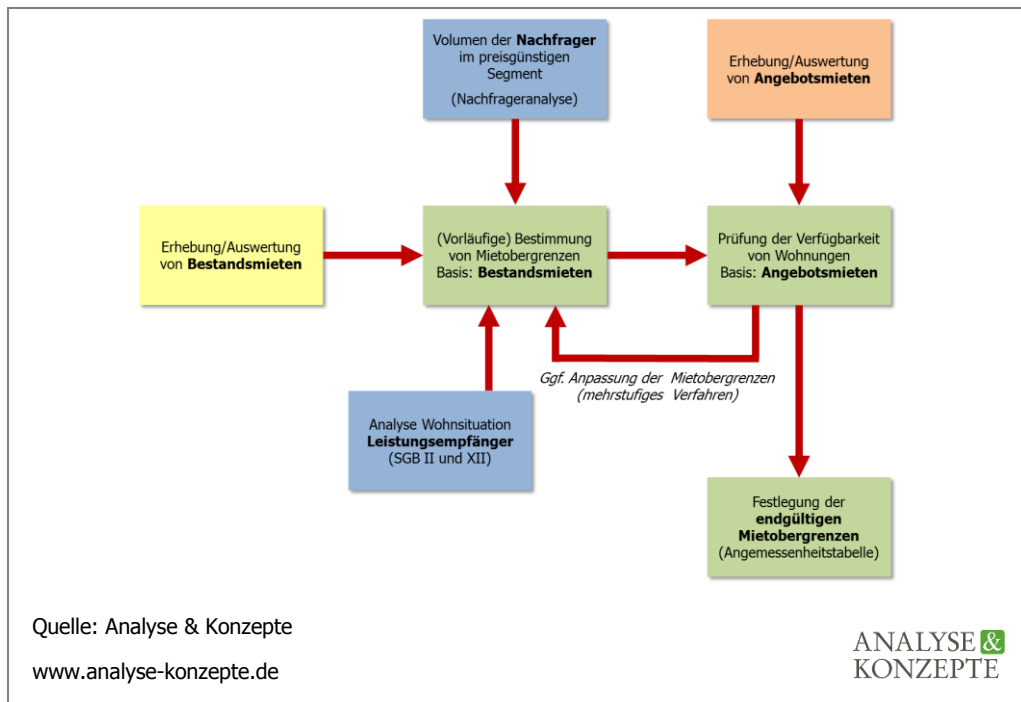 Volumen der Nachfrager
im preisgünstigen
Segment
(Nachfrageranalyse)
Erhebung/Auswertung
von Angebotsmieten
Erhebung/Auswertung
von Bestandsmieten
(Vorläufige) Bestimmung
von Mietobergrenzen
Basis: Bestandsmieten
Prüfung der Verfügbarkeit
von Wohnungen
Basis: Angebotsmieten
Ggf. Anpassung der Mietobergrenzen
(mehrstufiges Verfahren)
Analyse Wohnsituation
Leistungsempfänger
(SGB II und XII)
Festlegung der
endgültigen
Mietobergrenzen
(Angemessenheitstabelle)
Quelle: Analyse & Konzepte
www.analyse-konzepte.de
ANALYSE &
KONZEPTE